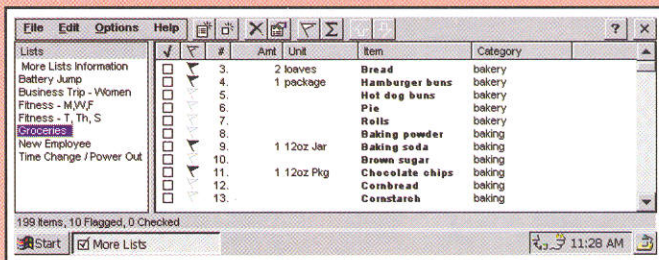 File Edit Options Help ? ×
Lists # Amt Unit Item Category
More Lists Information
Battery Jump
Business Trip - Women
Fitness - M,W,F
Fitness - T, Th, S
Groceries
New Employee
Time Change / Power Out
3. 2 loaves Bread bakery
4. 1 package Hamburger buns bakery
5. Hot dog buns bakery
6. Pie bakery
7. Rolls bakery
8. Baking powder baking
9. 1 12oz Jar Baking soda baking
10. Brown sugar baking
11. 1 12oz Pkg Chocolate chips baking
12. Cornbread baking
13. Cornstarch baking
199 Items, 10 Flagged, 0 Checked
Start More Lists 11:28 AM